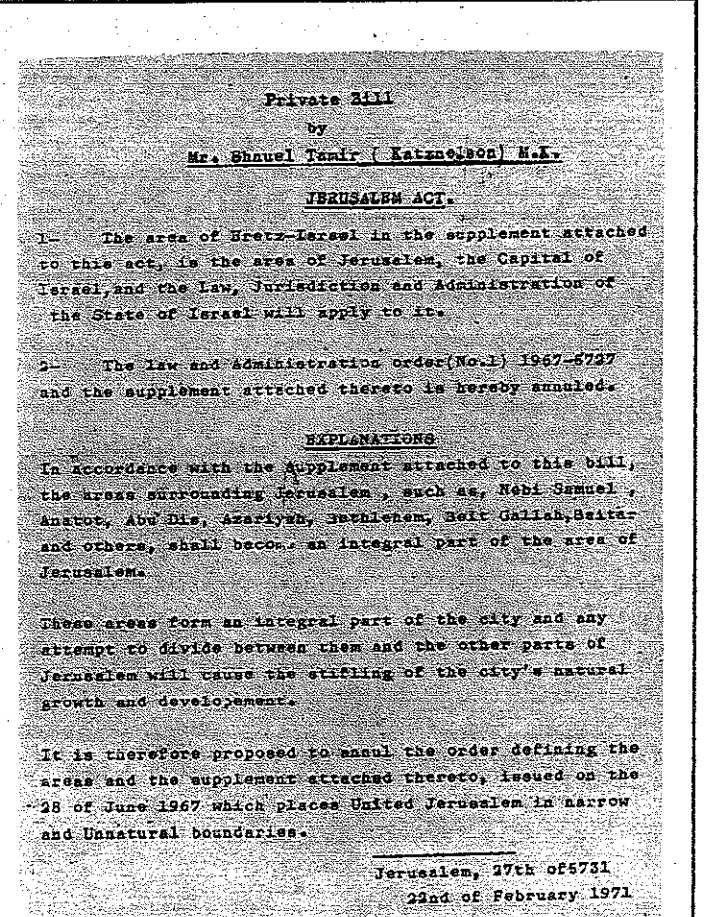 Private Bill
by
Mr. Shmuel Tamir ( Katznelson) M.K.
JERUSALEM ACT.
1- The area of Eretz-Israel in the supplement attached
to this act, is the area of Jerusalem, the Capital of
Israel,and the Law, Jurisdiction and Administration of
the State of Israel will apply to it.
2- The law and Administration order(No.1) 1967-5727
and the supplement attached thereto is hereby annuled.
EXPLANATIONS
In accordance with the Supplement attached to this bill,
the areas surrounding Jerusalem , such as, Nebi Samuel ,
Anatot, Abu Dis, Azariyah, Bethlehem, Beit Gallah,Baitar
and others, shall become an integral part of the area of
Jerusalem.
These areas form an integral part of the city and any
attempt to divide between them and the other parts of
Jerusalem will cause the stifling of the city's natural
growth and developement.
It is therefore proposed to annul the order defining the
areas and the supplement attached thereto, issued on the
28 of June 1967 which places United Jerusalem in narrow
and Unnatural boundaries.
Jerusalem, 27th of5731
22nd of February 1971